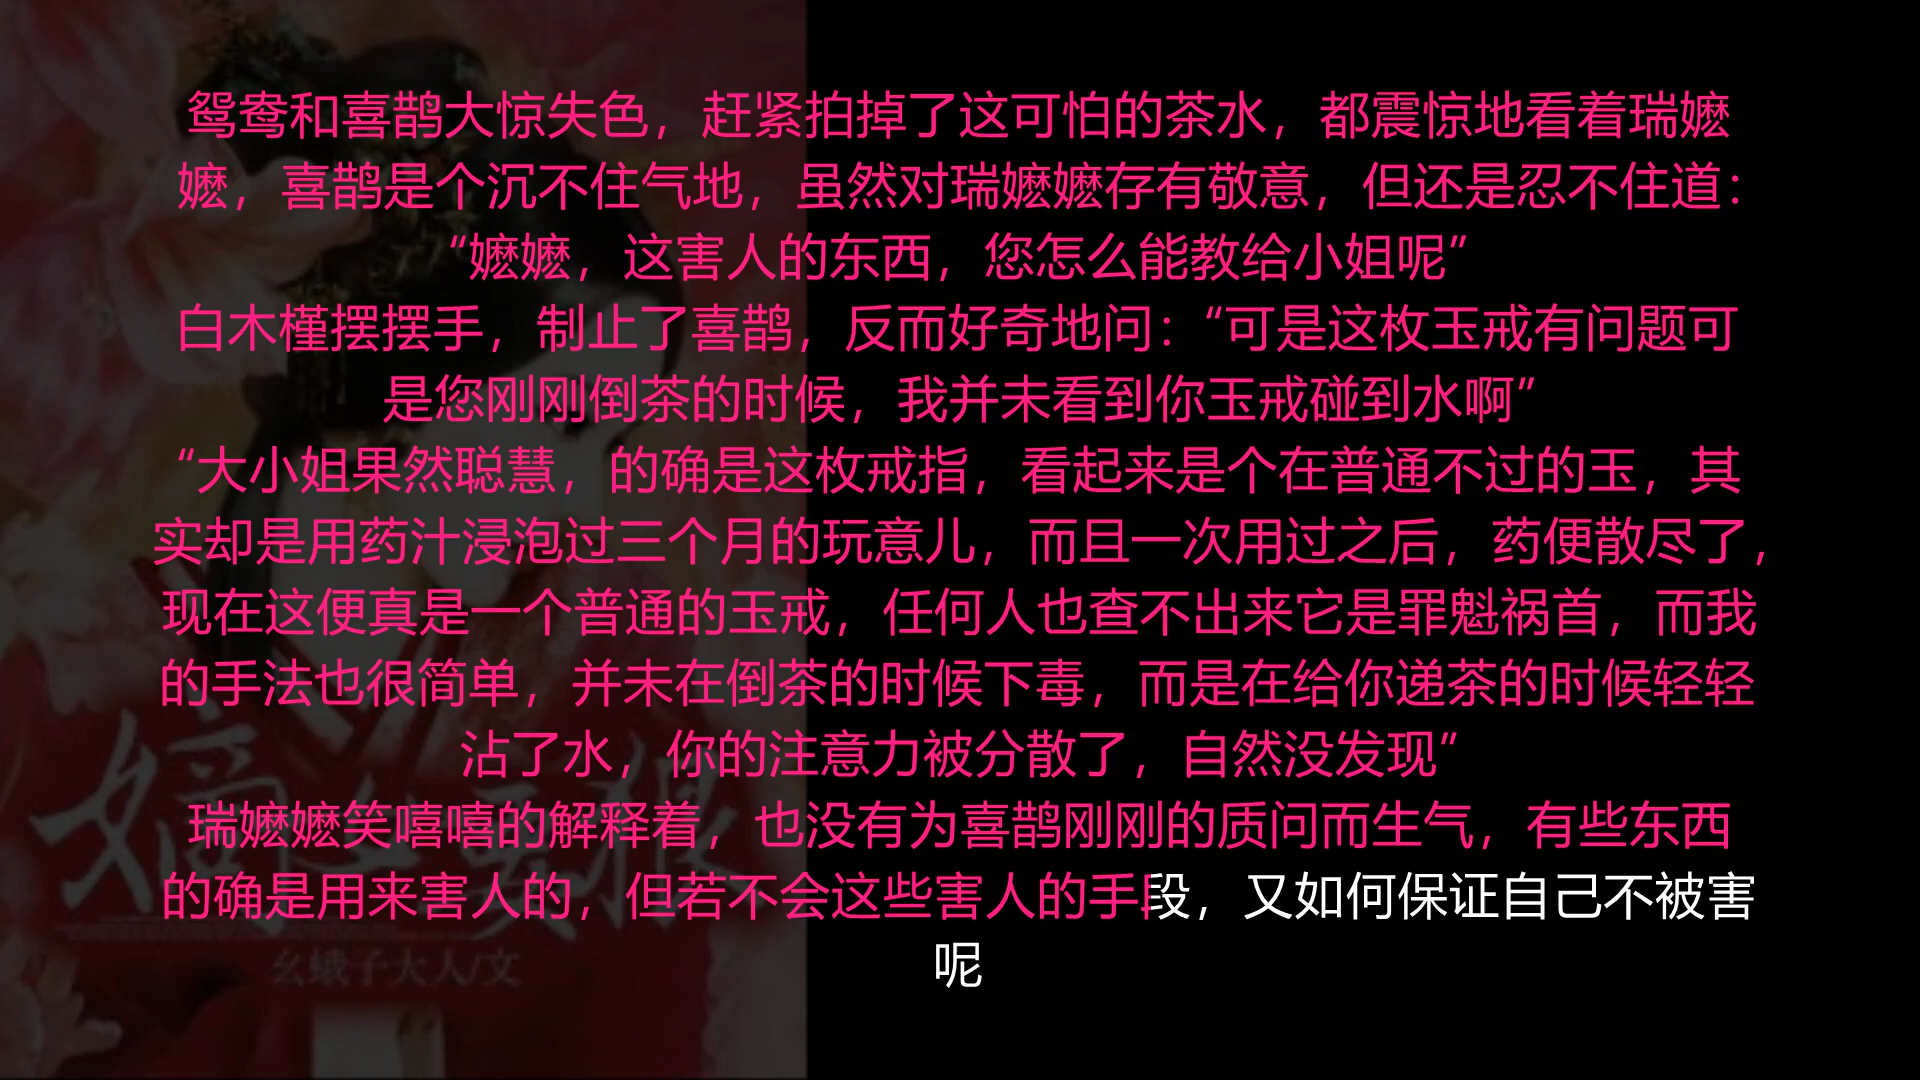 鸳鸯和喜鹊大惊失色，赶紧拍掉了这可怕的茶水，都震惊地看着瑞嬷
嬷，喜鹊是个沉不住气地，虽然对瑞嬷嬷存有敬意，但还是忍不住道：
“嬷嬷，这害人的东西，您怎么能教给小姐呢”
白木槿摆摆手，制止了喜鹊，反而好奇地问：“可是这枚玉戒有问题可
是您刚刚倒茶的时候，我并未看到你玉戒碰到水啊”
“大小姐果然聪慧，的确是这枚戒指，看起来是个在普通不过的玉，其
实却是用药汁浸泡过三个月的玩意儿，而且一次用过之后，药便散尽了，
现在这便真是一个普通的玉戒，任何人也查不出来它是罪魁祸首，而我
的手法也很简单，并未在倒茶的时候下毒，而是在给你递茶的时候轻轻
沾了水，你的注意力被分散了，自然没发现”
瑞嬷嬷笑嘻嘻的解释着，也没有为喜鹊刚刚的质问而生气，有些东西
的确是用来害人的，但若不会这些害人的手段，又如何保证自己不被害
呢
嫡女要狠
幺蛾子大人/文